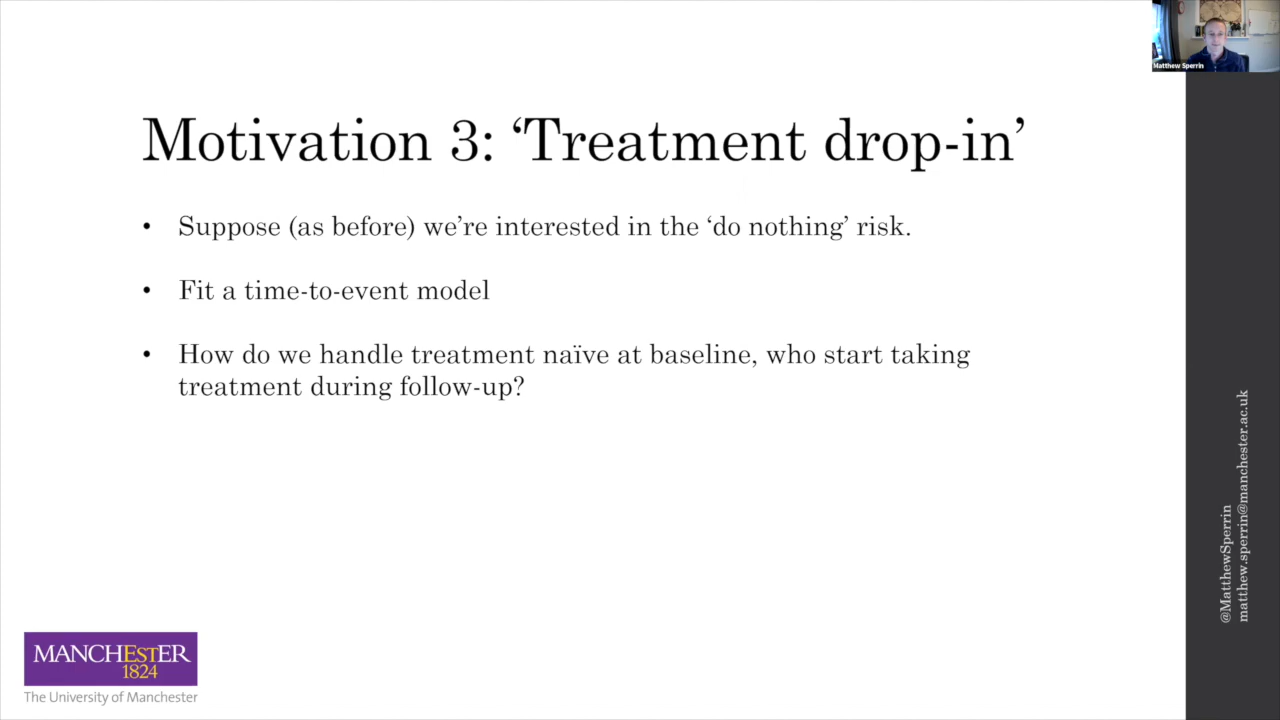 Matthew Sperrin
Motivation 3: ‘Treatment drop-in’
• Suppose (as before) we’re interested in the ‘do nothing’ risk.
• Fit a time-to-event model
• How do we handle treatment naïve at baseline, who start taking
treatment during follow-up?
@MatthewSperrin
matthew.sperrin@manchester.ac.uk
MANCHESTER
1824
The University of Manchester